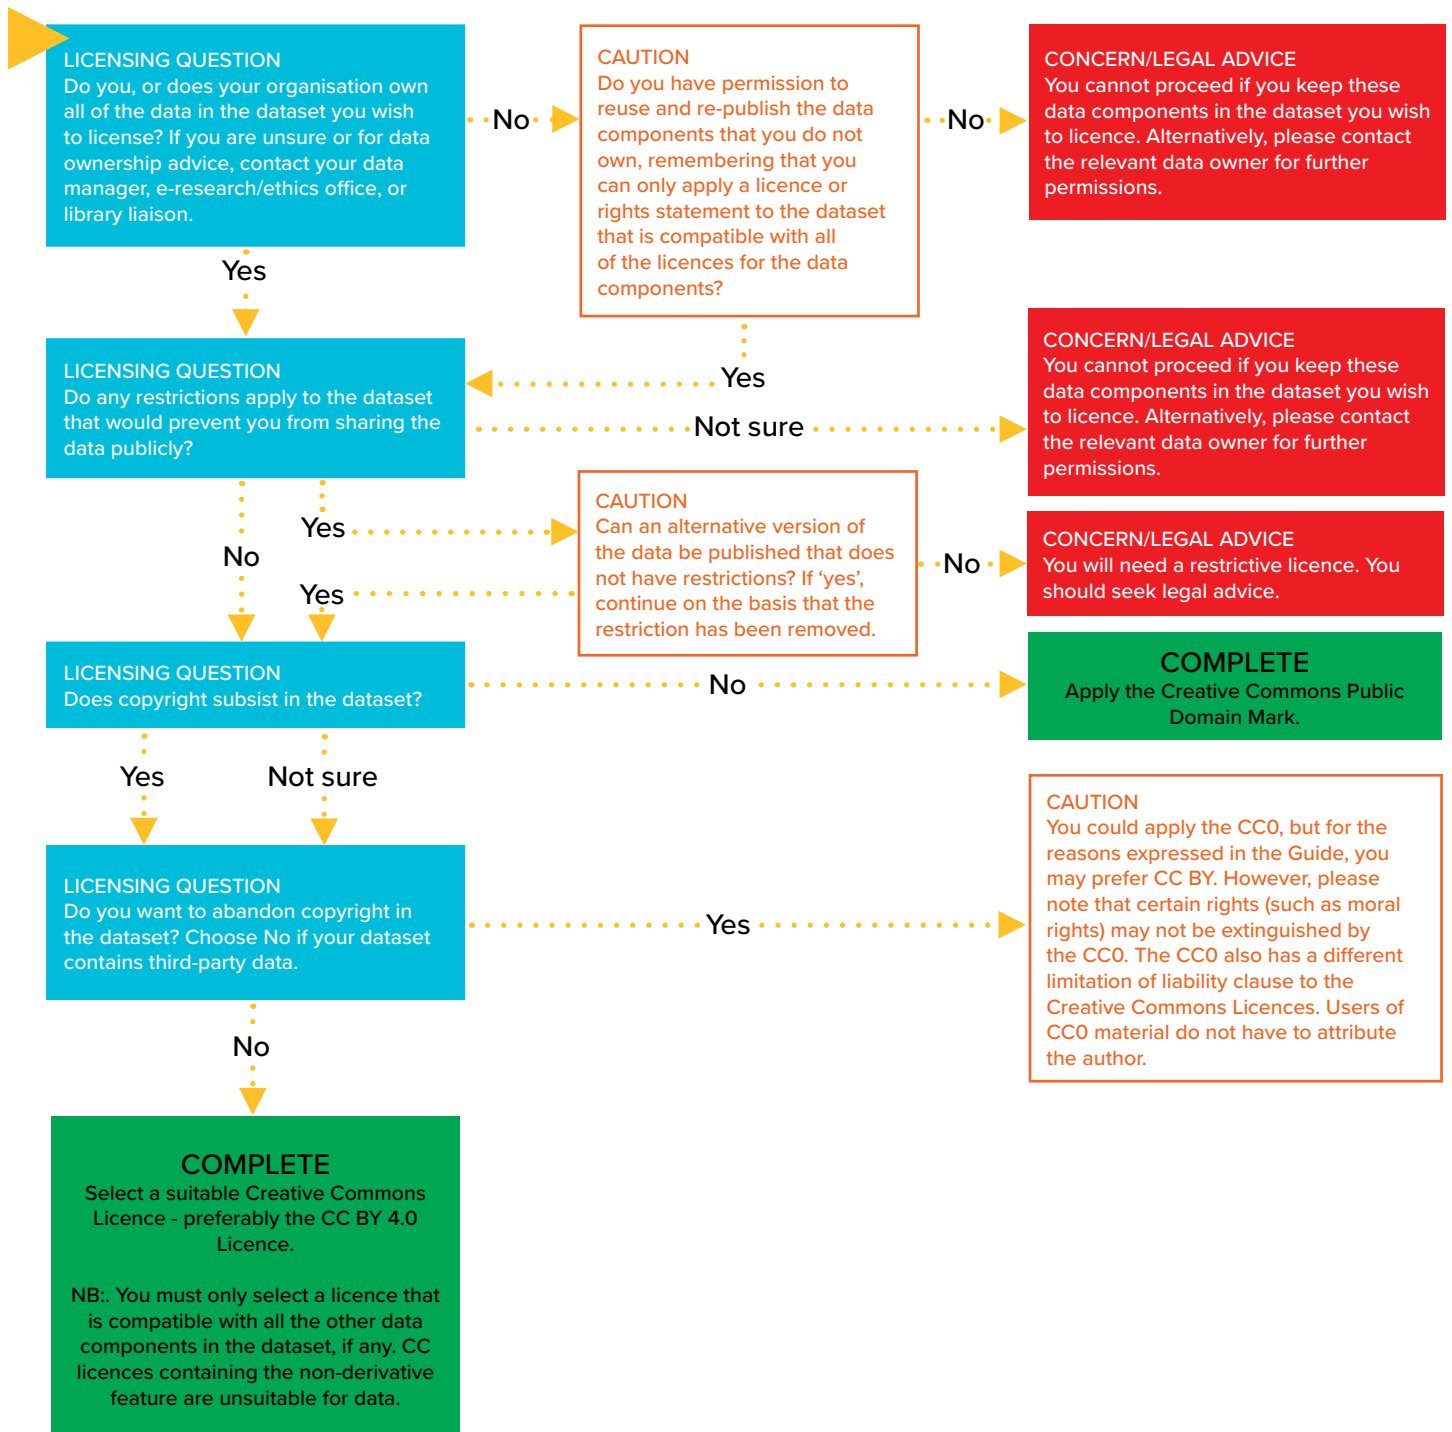 LICENSING QUESTION
Do you, or does your organisation own
all of the data in the dataset you wish
to license? If you are unsure or for data
ownership advice, contact your data
manager, e-research/ethics office, or
library liaison.
No
CAUTION
Do you have permission to
reuse and re-publish the data
components that you do not
own, remembering that you
can only apply a licence or
rights statement to the dataset
that is compatible with all
of the licences for the data
components?
No
CONCERN/LEGAL ADVICE
You cannot proceed if you keep these
data components in the dataset you wish
to licence. Alternatively, please contact
the relevant data owner for further
permissions.
Yes
Yes
LICENSING QUESTION
Do any restrictions apply to the dataset
that would prevent you from sharing the
data publicly?
Not sure
CONCERN/LEGAL ADVICE
You cannot proceed if you keep these
data components in the dataset you wish
to licence. Alternatively, please contact
the relevant data owner for further
permissions.
Yes
No
Yes
CAUTION
Can an alternative version of
the data be published that does
not have restrictions? If ‘yes’,
continue on the basis that the
restriction has been removed.
No
CONCERN/LEGAL ADVICE
You will need a restrictive licence. You
should seek legal advice.
LICENSING QUESTION
Does copyright subsist in the dataset?
No
COMPLETE
Apply the Creative Commons Public
Domain Mark.
Yes
Not sure
LICENSING QUESTION
Do you want to abandon copyright in
the dataset? Choose No if your dataset
contains third-party data.
Yes
CAUTION
You could apply the CC0, but for the
reasons expressed in the Guide, you
may prefer CC BY. However, please
note that certain rights (such as moral
rights) may not be extinguished by
the CC0. The CC0 also has a different
limitation of liability clause to the
Creative Commons Licences. Users of
CC0 material do not have to attribute
the author.
No
COMPLETE
Select a suitable Creative Commons
Licence - preferably the CC BY 4.0
Licence.
NB:. You must only select a licence that
is compatible with all the other data
components in the dataset, if any. CC
licences containing the non-derivative
feature are unsuitable for data.